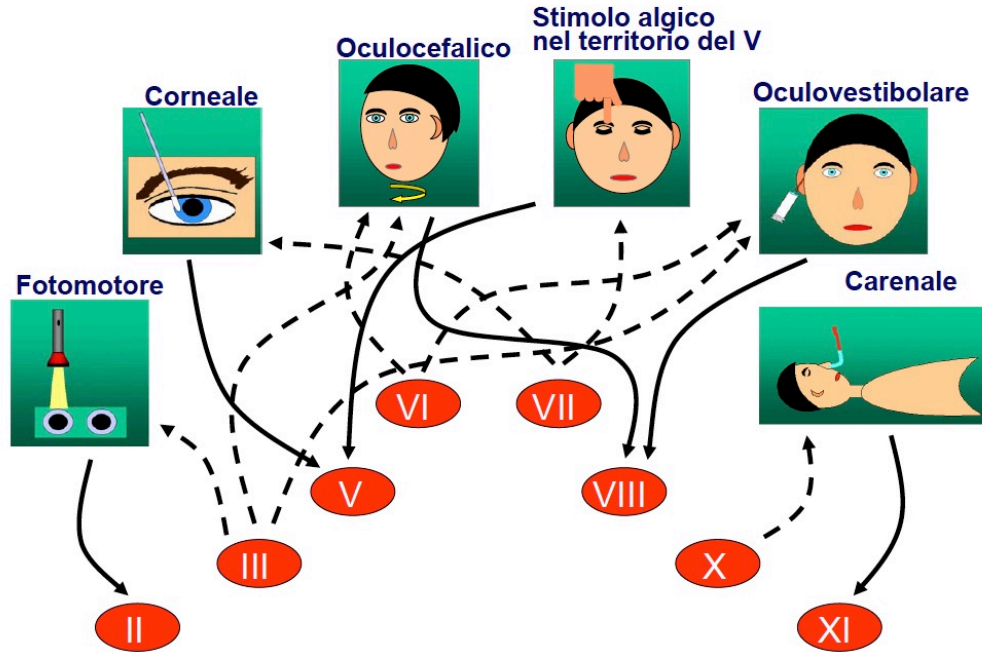 Stimolo algico
nel territorio del V
Oculocefalico
Oculovestibolare
Corneale
Fotomotore
Carenale
VI
VII
V
VIII
III
X
II
XI